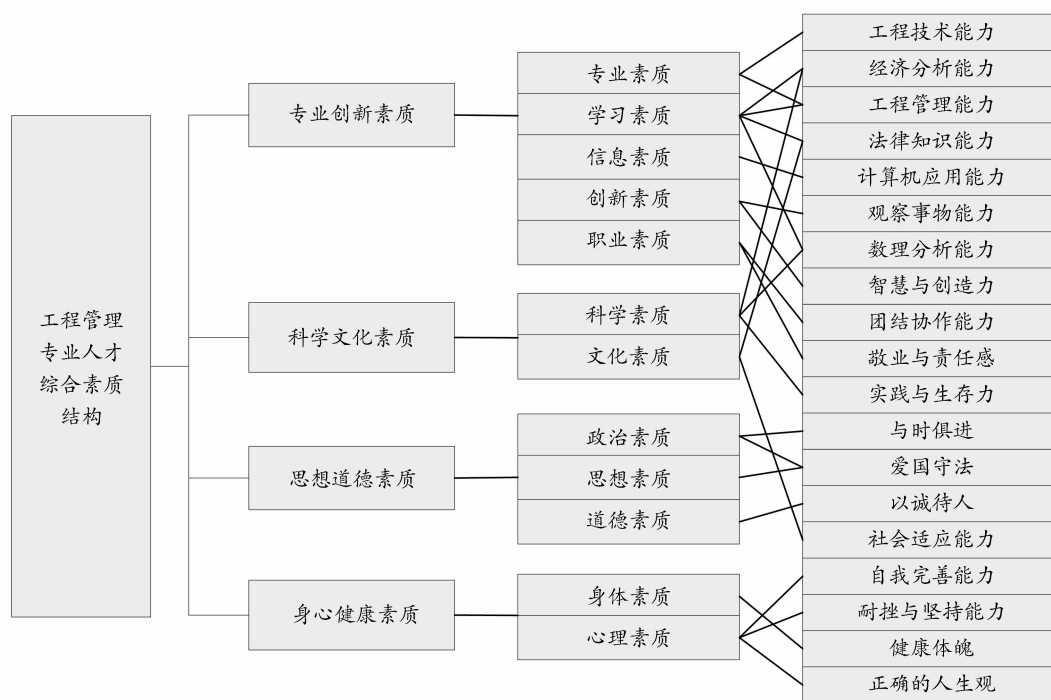 工程管理
专业人才
综合素质
结构
专业创新素质
科学文化素质
思想道德素质
身心健康素质
专业素质
学习素质
信息素质
创新素质
职业素质
科学素质
文化素质
政治素质
思想素质
道德素质
身体素质
心理素质
工程技术能力
经济分析能力
工程管理能力
法律知识能力
计算机应用能力
观察事物能力
数理分析能力
智慧与创造力
团结协作能力
敬业与责任感
实践与生存力
与时俱进
爱国守法
以诚待人
社会适应能力
自我完善能力
耐挫与坚持能力
健康体魄
正确的人生观